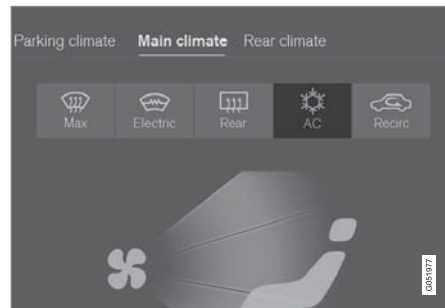 Parking climate Main climate Rear climate
Max Electric Rear AC Recirc
G051977